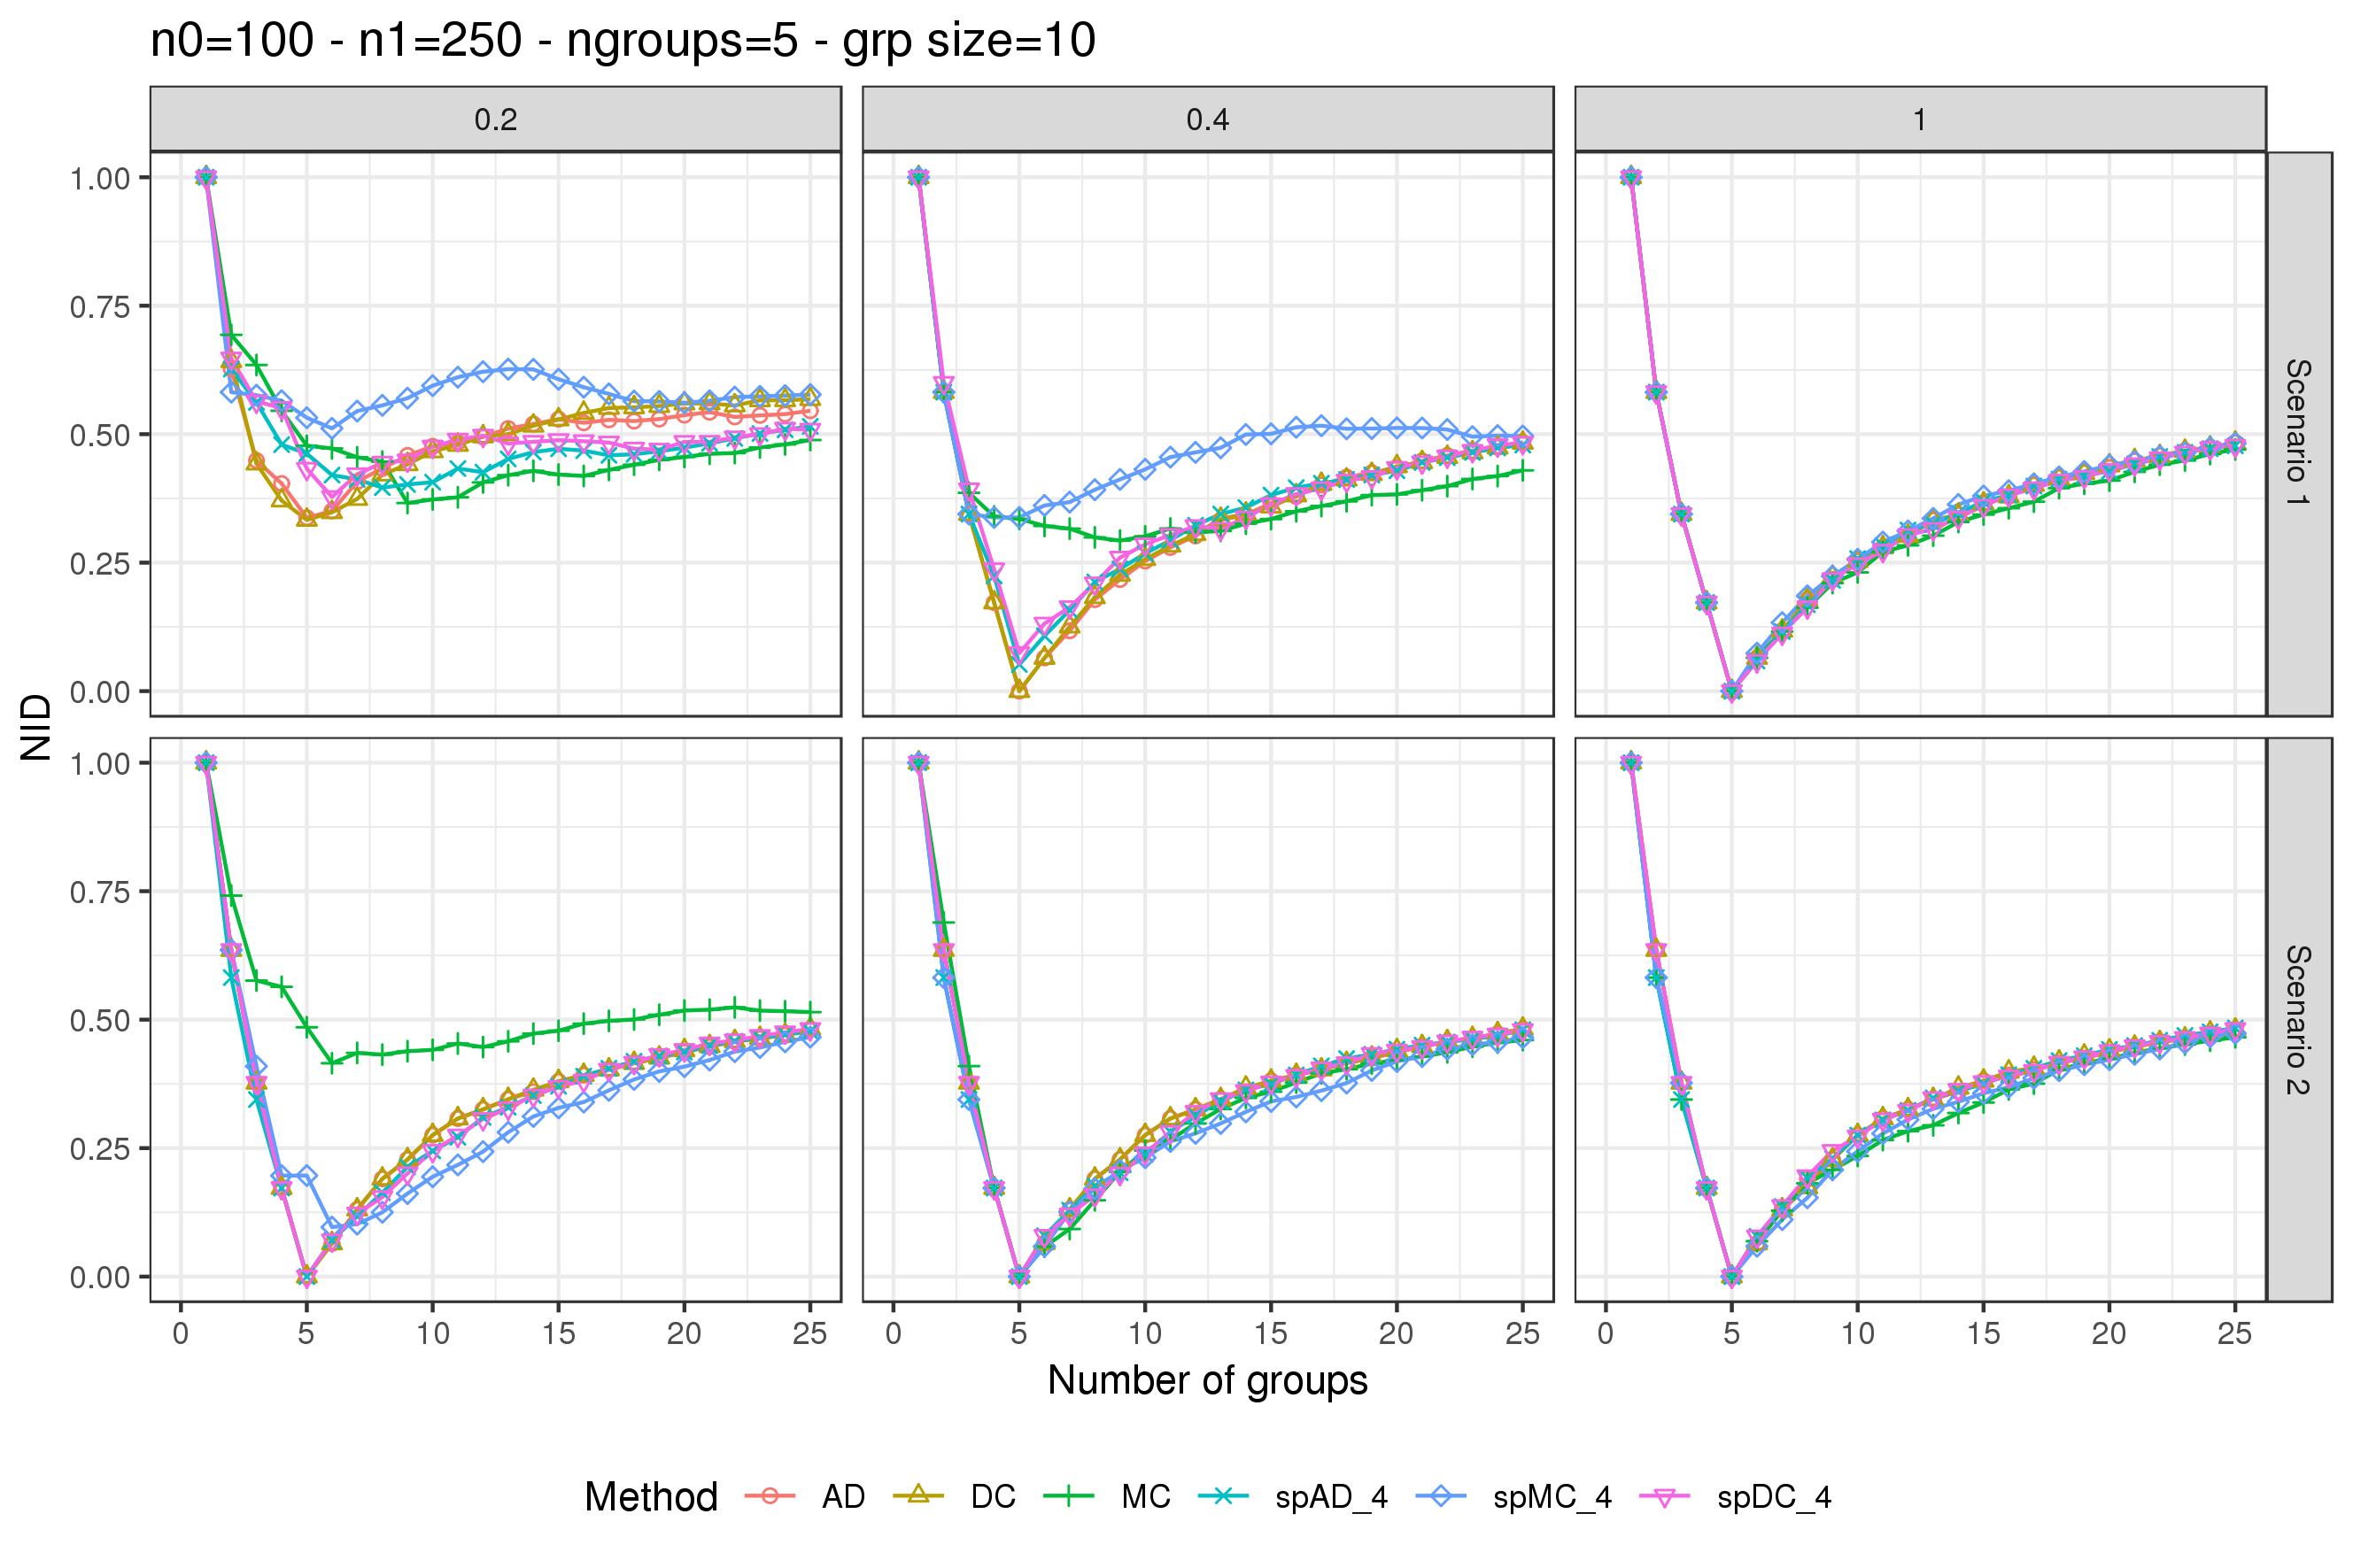 n0=100 - n1=250 - ngroups=5 - grp size=10
0.2 0.4 1
1.00
0.75
0.50
0.25
0.00
Scenario 1
NID
1.00
0.75
0.50
0.25
0.00
Scenario 2
0 5 10 15 20 25 0 5 10 15 20 25 0 5 10 15 20 25
Number of groups
Method AD DC MC spAD_4 spMC_4 spDC_4